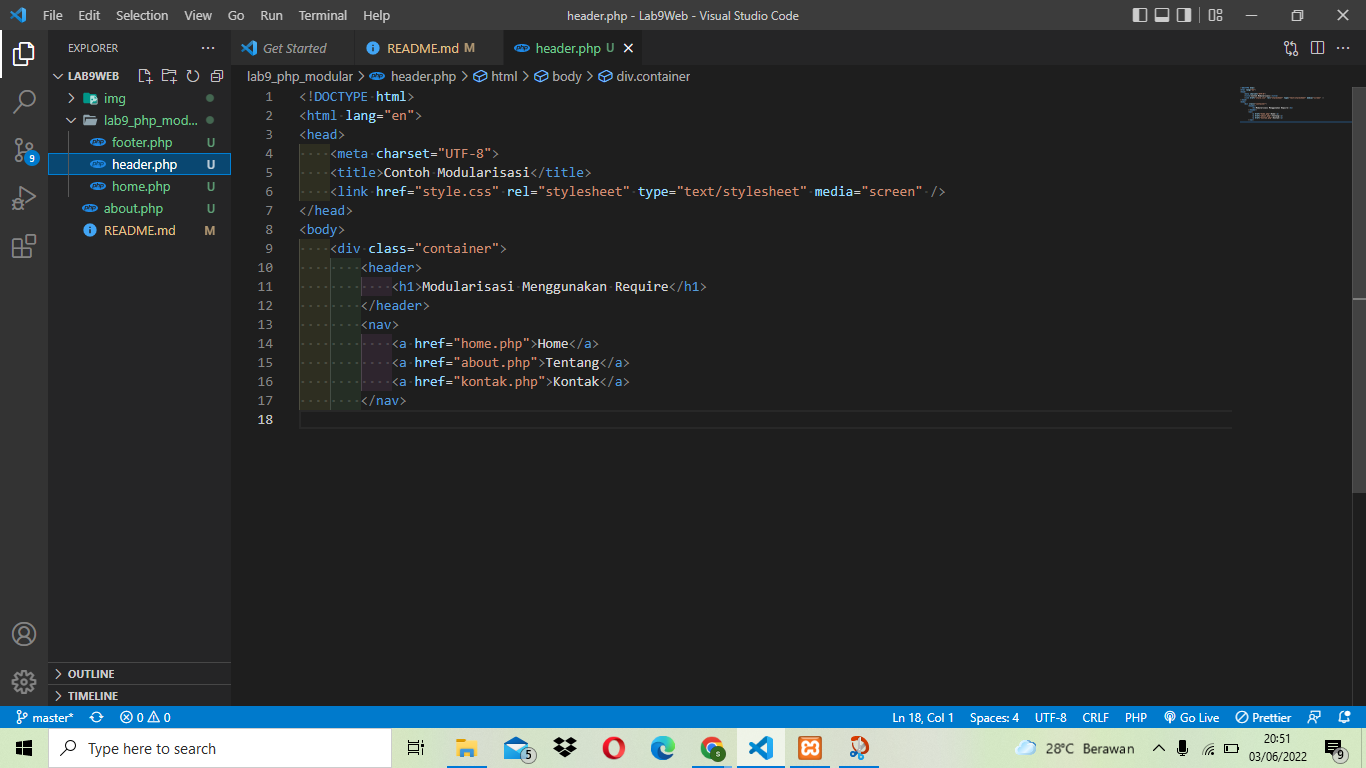 File Edit Selection View Go Run Terminal Help header.php - Lab9Web - Visual Studio Code
EXPLORER ···
Get Started README.md M header.php U
LAB9WEB
img
lab9_php_mod...
footer.php U
header.php U
home.php U
about.php U
README.md M
OUTLINE
TIMELINE
9
lab9_php_modular > header.php > html > body > div.container
1 <!DOCTYPE html>
2 <html lang="en">
3 <head>
4 <meta charset="UTF-8">
5 <title>Contoh Modularisasi</title>
6 <link href="style.css" rel="stylesheet" type="text/stylesheet" media="screen" />
7 </head>
8 <body>
9 <div class="container">
10 <header>
11 <h1>Modularisasi Menggunakan Require</h1>
12 </header>
13 <nav>
14 <a href="home.php">Home</a>
15 <a href="about.php">Tentang</a>
16 <a href="kontak.php">Kontak</a>
17 </nav>
18
master* 0 0 Ln 18, Col 1 Spaces: 4 UTF-8 CRLF PHP Go Live Prettier
Type here to search 5 S 28°C Berawan 20:51
03/06/2022 9